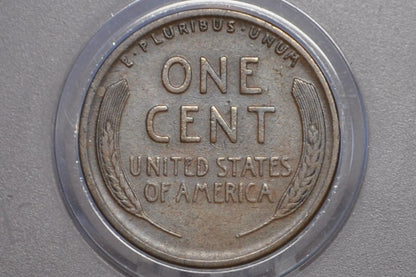 E·PLURIBUS·UNUM
ONE
CENT
UNITED STATES
OF AMERICA